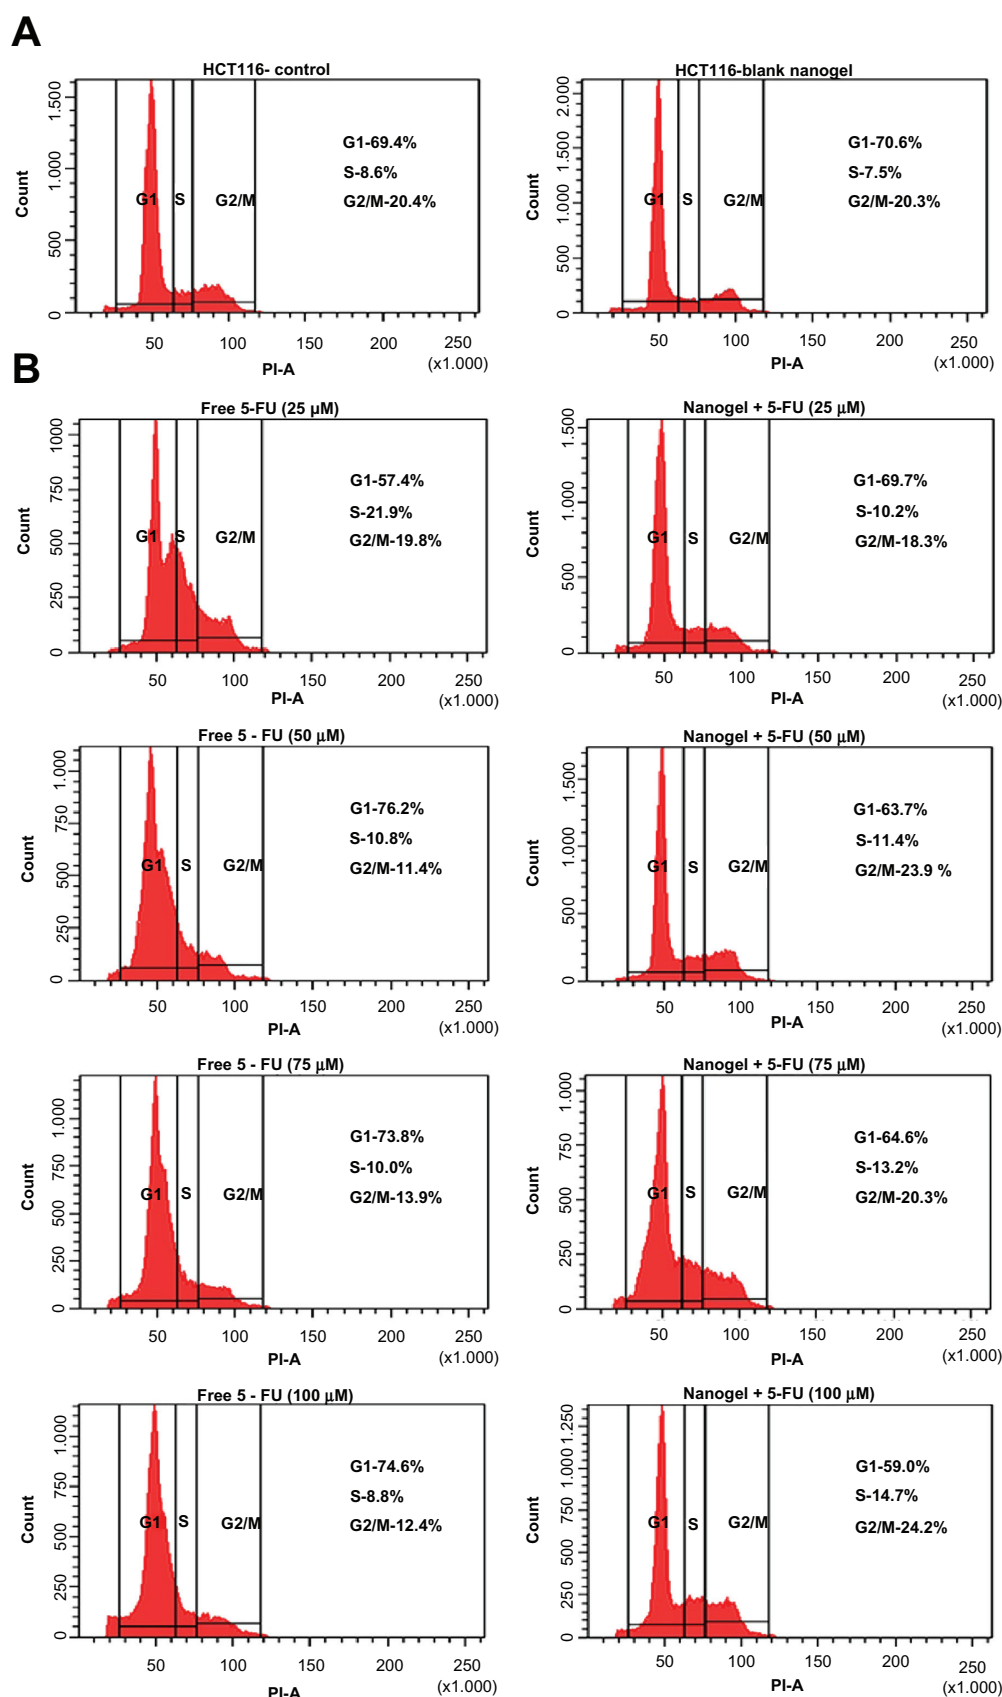 A
HCT116- control
G1-69.4%
S-8.6%
G2/M-20.4%
G1 S G2/M
Count
0 500 1.000 1.500
50 100 150 200 250
(x1.000)
PI-A
HCT116-blank nanogel
G1-70.6%
S-7.5%
G2/M-20.3%
G1 S G2/M
Count
0 500 1.000 1.500 2.000
50 100 150 200 250
(x1.000)
PI-A
B
Free 5-FU (25 µM)
G1-57.4%
S-21.9%
G2/M-19.8%
G1 S G2/M
Count
0 250 500 750 1000
50 100 150 200 250
(x1.000)
PI-A
Nanogel + 5-FU (25 µM)
G1-69.7%
S-10.2%
G2/M-18.3%
G1 S G2/M
Count
0 500 1.000 1.500
50 100 150 200 250
(x1.000)
PI-A
Free 5 - FU (50 µM)
G1-76.2%
S-10.8%
G2/M-11.4%
G1 S G2/M
Count
0 250 500 750 1.000
50 100 150 200 250
(x1.000)
PI-A
Nanogel + 5-FU (50 µM)
G1-63.7%
S-11.4%
G2/M-23.9 %
G1 S G2/M
Count
0 500 1.000 1.500
50 100 150 200 250
(x1.000)
PI-A
Free 5 - FU (75 µM)
G1-73.8%
S-10.0%
G2/M-13.9%
G1 S G2/M
Count
0 250 500 750 1.000
50 100 150 200 250
(x1.000)
PI-A
Nanogel + 5-FU (75 µM)
G1-64.6%
S-13.2%
G2/M-20.3%
G1 S G2/M
Count
0 250 500 750 1.000
50 100 150 200 250
(x1.000)
PI-A
Free 5 - FU (100 µM)
G1-74.6%
S-8.8%
G2/M-12.4%
G1 S G2/M
Count
0 250 500 750 1.000
50 100 150 200 250
(x1.000)
PI-A
Nanogel + 5-FU (100 µM)
G1-59.0%
S-14.7%
G2/M-24.2%
G1 S G2/M
Count
0 250 500 750 1.000 1.250
50 100 150 200 250
(x1.000)
PI-A